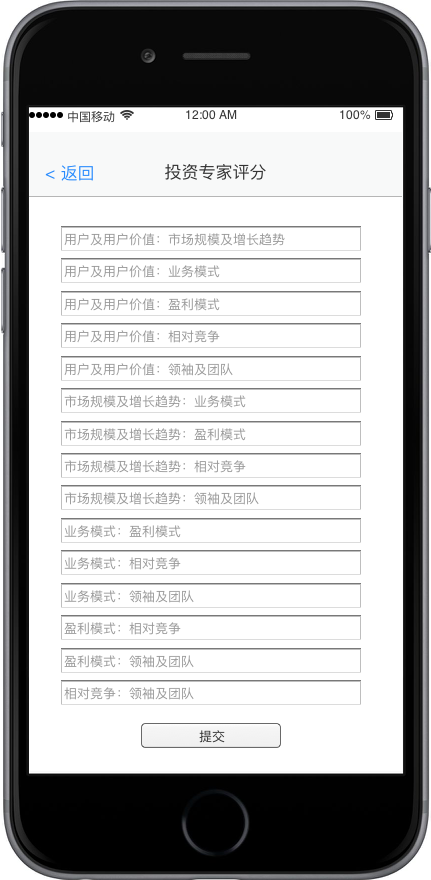 中国移动 12:00 AM 100%
< 返回 投资专家评分
用户及用户价值：市场规模及增长趋势
用户及用户价值：业务模式
用户及用户价值：盈利模式
用户及用户价值：相对竞争
用户及用户价值：领袖及团队
市场规模及增长趋势：业务模式
市场规模及增长趋势：盈利模式
市场规模及增长趋势：相对竞争
市场规模及增长趋势：领袖及团队
业务模式：盈利模式
业务模式：相对竞争
业务模式：领袖及团队
盈利模式：相对竞争
盈利模式：领袖及团队
相对竞争：领袖及团队
提交